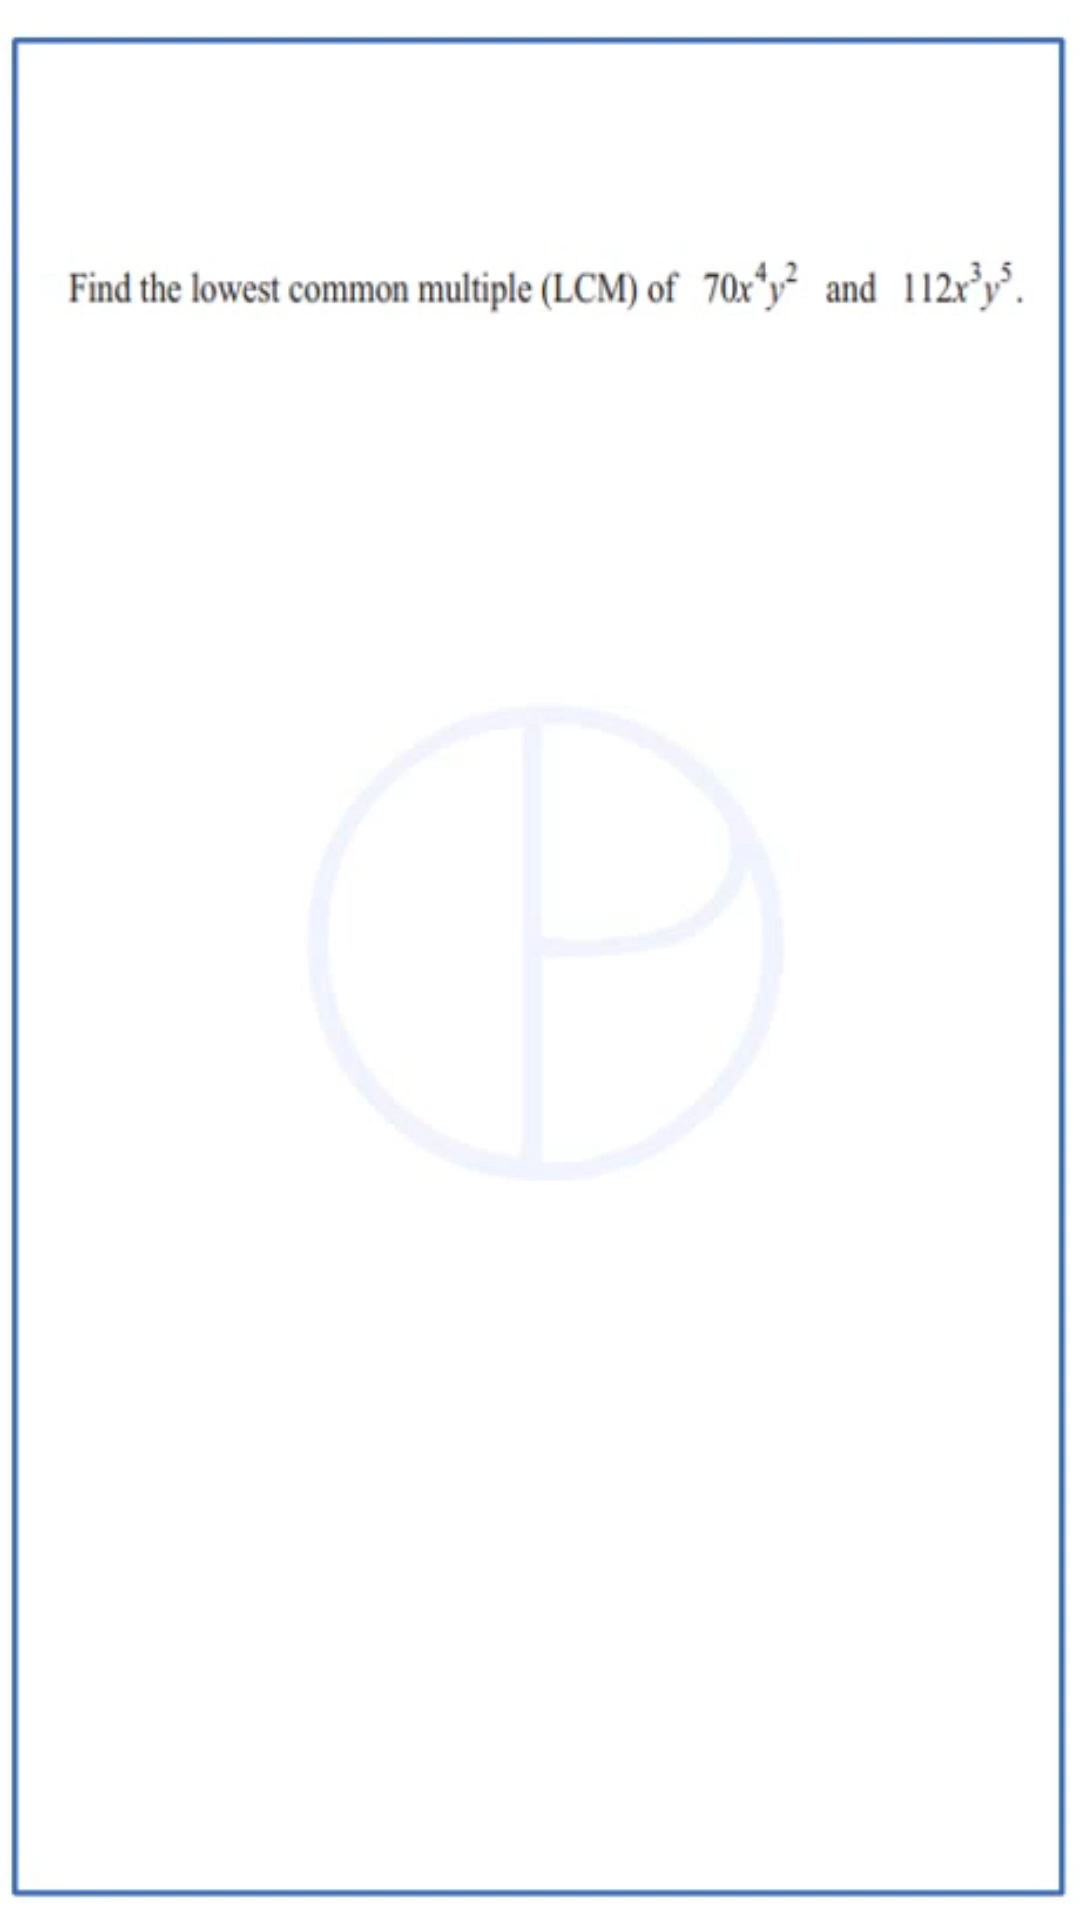 Find the lowest common multiple (LCM) of 70x⁴y² and 112x³y⁵.